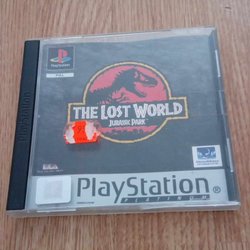 PlayStation
PAL
THE LOST WORLD
JURASSIC PARK
PlayStation
PLATINUM